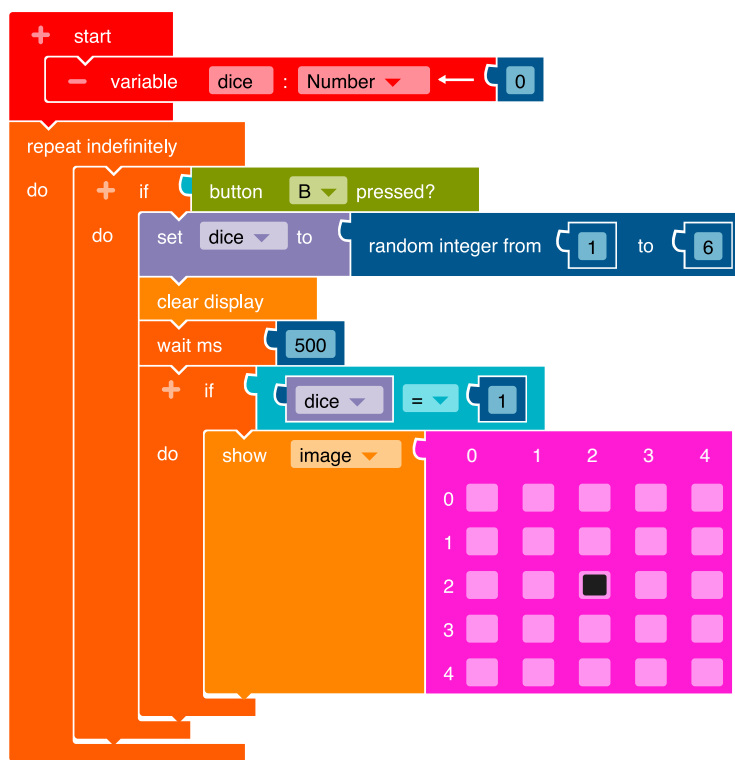 + start
− variable dice : Number ← 0
repeat indefinitely
do + if button B pressed?
do set dice to random integer from 1 to 6
clear display
wait ms 500
+ if dice = 1
do show image 0 1 2 3 4
0
1
2
3
4